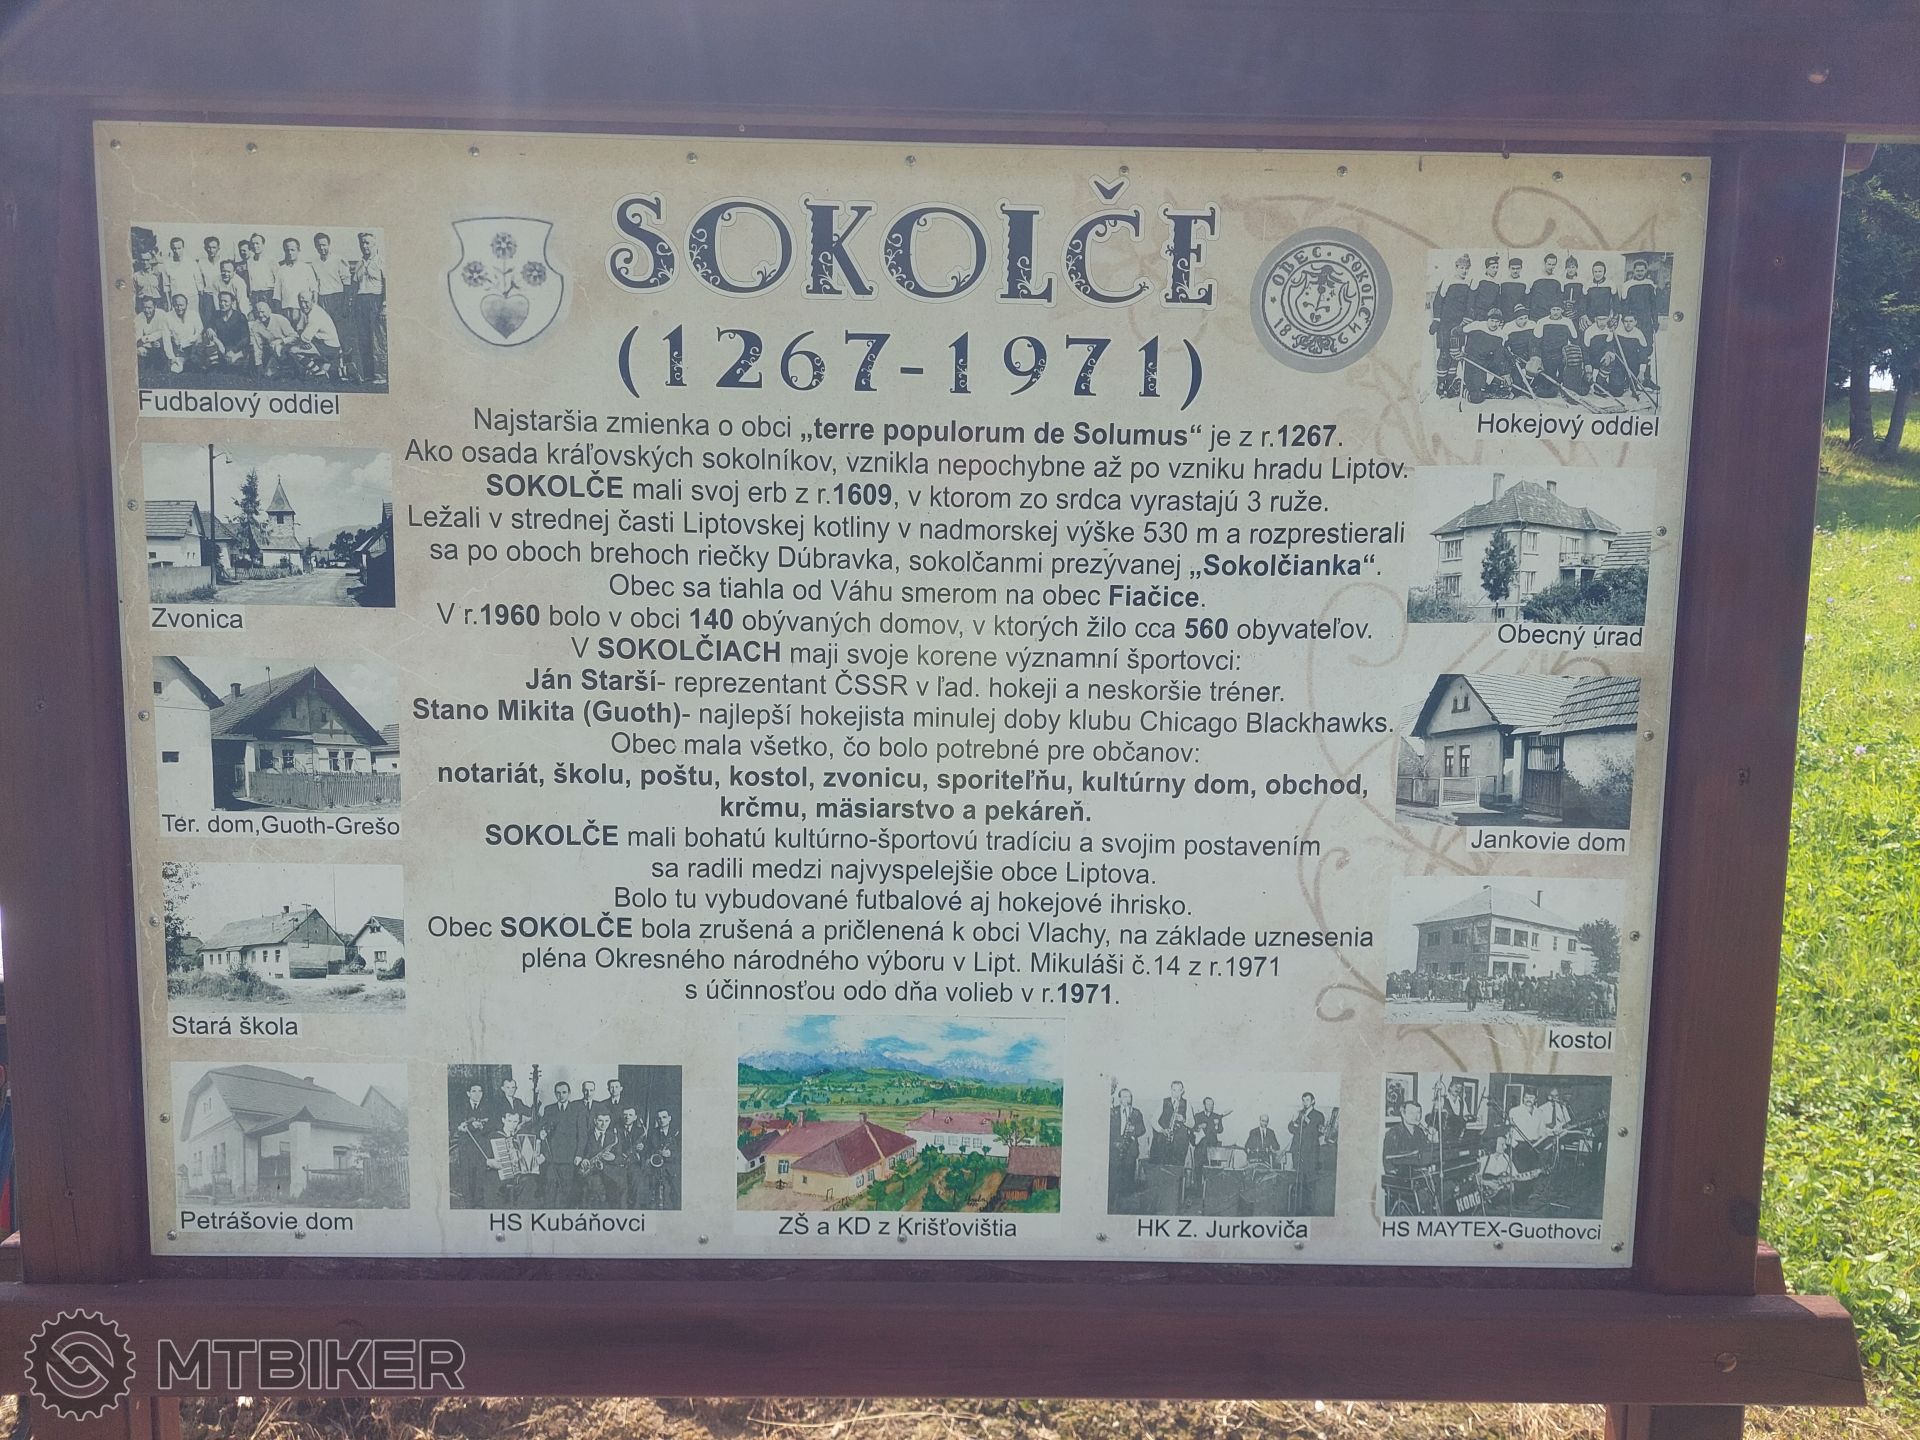 SOKOLČE
(1267-1971)
OBEC · SOKOLČ
18
Najstaršia zmienka o obci „terre populorum de Solumus“ je z r.1267.
Ako osada kráľovských sokolníkov, vznikla nepochybne až po vzniku hradu Liptov.
SOKOLČE mali svoj erb z r.1609, v ktorom zo srdca vyrastajú 3 ruže.
Ležali v strednej časti Liptovskej kotliny v nadmorskej výške 530 m a rozprestierali
sa po oboch brehoch riečky Dúbravka, sokolčanmi prezývanej „Sokolčianka“.
Obec sa tiahla od Váhu smerom na obec Fiačice.
V r.1960 bolo v obci 140 obývaných domov, v ktorých žilo cca 560 obyvateľov.
V SOKOLČIACH maji svoje korene významní športovci:
Ján Starší- reprezentant ČSSR v ľad. hokeji a neskoršie tréner.
Stano Mikita (Guoth)- najlepší hokejista minulej doby klubu Chicago Blackhawks.
Obec mala všetko, čo bolo potrebné pre občanov:
notariát, školu, poštu, kostol, zvonicu, sporiteľňu, kultúrny dom, obchod,
krčmu, mäsiarstvo a pekáreň.
SOKOLČE mali bohatú kultúrno-športovú tradíciu a svojim postavením
sa radili medzi najvyspelejšie obce Liptova.
Bolo tu vybudované futbalové aj hokejové ihrisko.
Obec SOKOLČE bola zrušená a pričlenená k obci Vlachy, na základe uznesenia
pléna Okresného národného výboru v Lipt. Mikuláši č.14 z r.1971
s účinnosťou odo dňa volieb v r.1971.
Fudbalový oddiel
Zvonica
Ter. dom,Guoth-Grešo
Stará škola
Petrášovie dom
Hokejový oddiel
Obecný úrad
Jankovie dom
kostol
HS Kubáňovci
ZŠ a KD z Krišťovištia
HK Z. Jurkoviča
KORG
HS MAYTEX-Guothovci
MTBIKER